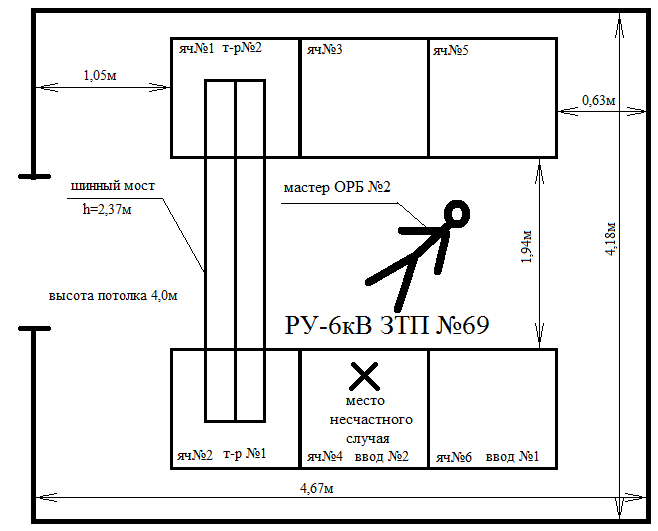 яч№1 т-р№2
яч№3
яч№5
1,05м
0,63м
шинный мост
h=2,37м
мастер ОРБ №2
1,94м
4,18м
высота потолка 4,0м
РУ-6кВ ЗТП №69
место
несчастного
случая
яч№2 т-р №1
яч№4 ввод №2
яч№6 ввод №1
4,67м